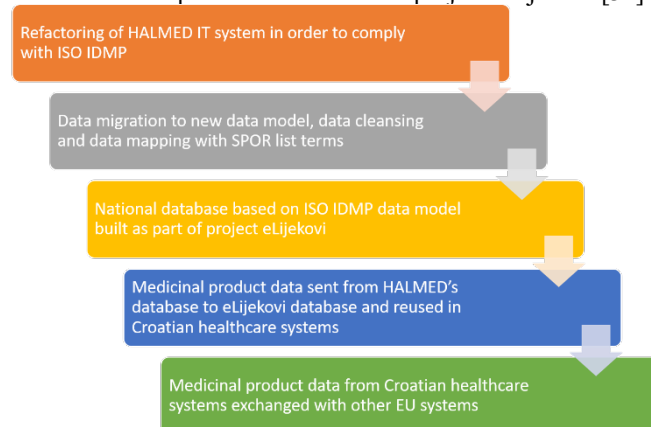 Refactoring of HALMED IT system in order to comply
with ISO IDMP
Data migration to new data model, data cleansing
and data mapping with SPOR list terms
National database based on ISO IDMP data model
built as part of project eLijekovi
Medicinal product data sent from HALMED's
database to eLijekovi database and reused in
Croatian healthcare systems
Medicinal product data from Croatian healthcare
systems exchanged with other EU systems